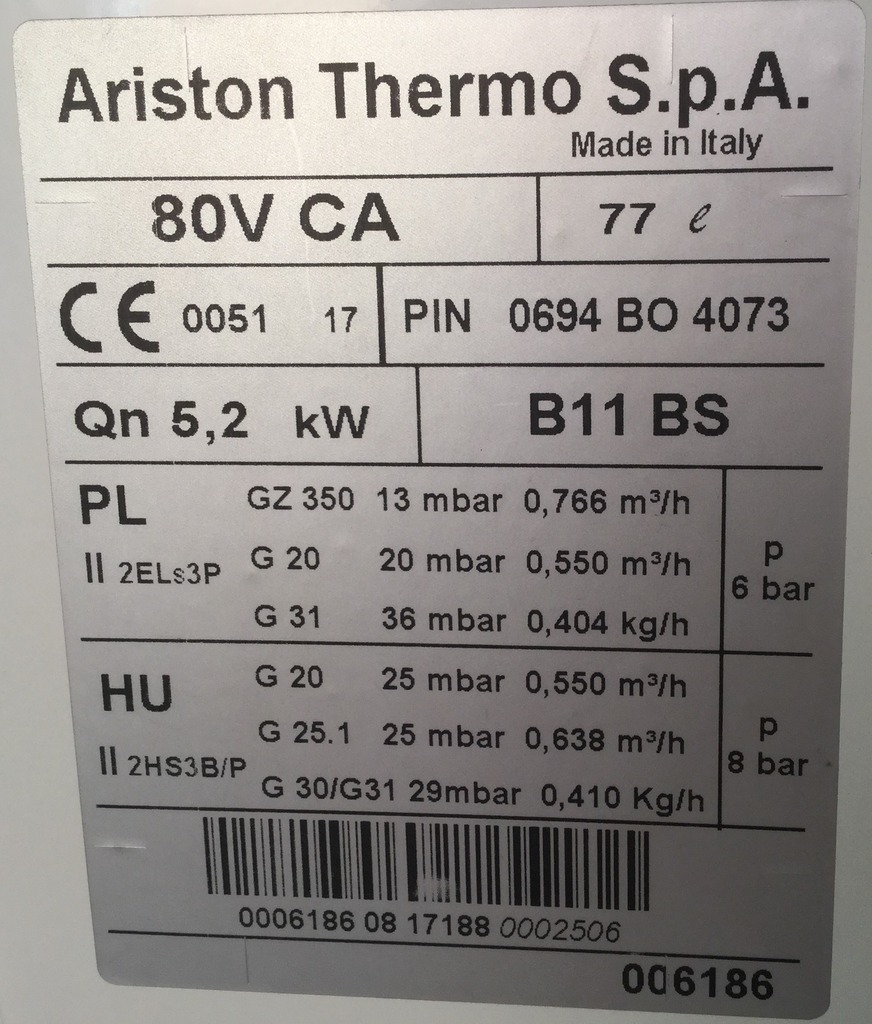 Ariston Thermo S.p.A.
Made in Italy
80V CA 77 ℓ
CE 0051 17 PIN 0694 BO 4073
Qn 5,2 kW B11 BS
PL GZ 350 13 mbar 0,766 m³/h
II 2ELs3P G 20 20 mbar 0,550 m³/h p 6 bar
G 31 36 mbar 0,404 kg/h
HU G 20 25 mbar 0,550 m³/h
II 2HS3B/P G 25.1 25 mbar 0,638 m³/h p 8 bar
G 30/G31 29mbar 0,410 Kg/h
0006186 08 17188 0002506
006186